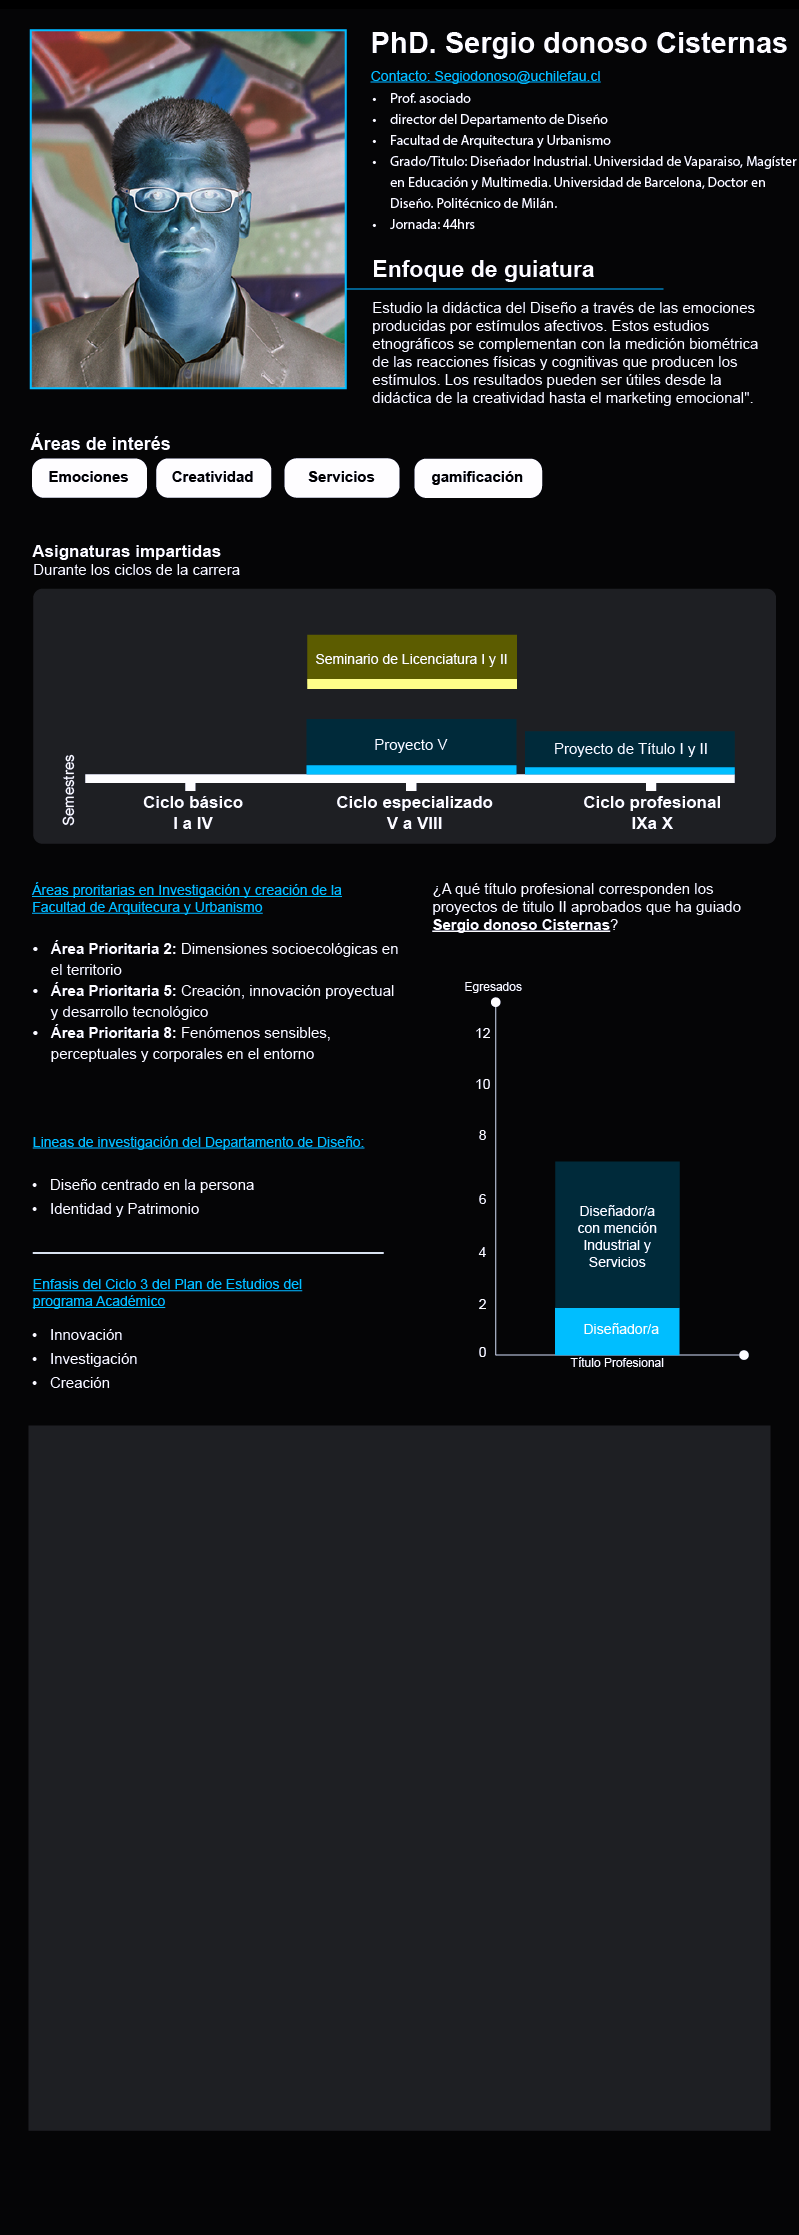 PhD. Sergio donoso Cisternas
Contacto: Segiodonoso@uchilefau.cl
• Prof. asociado
• director del Departamento de Diseño
• Facultad de Arquitectura y Urbanismo
• Grado/Titulo: Diseñador Industrial. Universidad de Vaparaiso, Magíster
en Educación y Multimedia. Universidad de Barcelona, Doctor en
Diseño. Politécnico de Milán.
• Jornada: 44hrs
Enfoque de guiatura
Estudio la didáctica del Diseño a través de las emociones
producidas por estímulos afectivos. Estos estudios
etnográficos se complementan con la medición biométrica
de las reacciones físicas y cognitivas que producen los
estímulos. Los resultados pueden ser útiles desde la
didáctica de la creatividad hasta el marketing emocional”.
Áreas de interés
Emociones
Creatividad
Servicios
gamificación
Asignaturas impartidas
Durante los ciclos de la carrera
Seminario de Licenciatura I y II
Proyecto V
Proyecto de Título I y II
Semestres
Ciclo básico
I a IV
Ciclo especializado
V a VIII
Ciclo profesional
IXa X
Áreas proritarias en Investigación y creación de la
Facultad de Arquitecura y Urbanismo
• Área Prioritaria 2: Dimensiones socioecológicas en
el territorio
• Área Prioritaria 5: Creación, innovación proyectual
y desarrollo tecnológico
• Área Prioritaria 8: Fenómenos sensibles,
perceptuales y corporales en el entorno
Lineas de investigación del Departamento de Diseño:
• Diseño centrado en la persona
• Identidad y Patrimonio
Enfasis del Ciclo 3 del Plan de Estudios del
programa Académico
• Innovación
• Investigación
• Creación
¿A qué título profesional corresponden los
proyectos de titulo II aprobados que ha guiado
Sergio donoso Cisternas?
Egresados
12
10
8
6
4
2
0
Diseñador/a
con mención
Industrial y
Servicios
Diseñador/a
Título Profesional